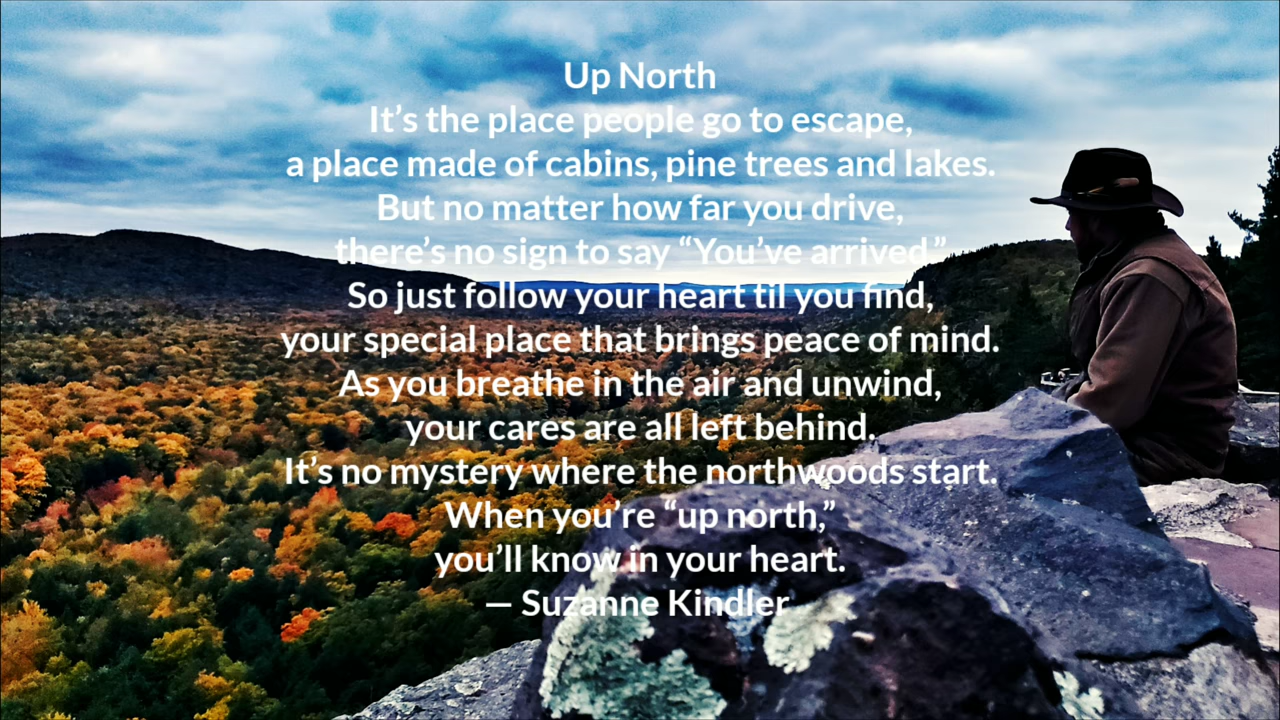 Up North
It’s the place people go to escape,
a place made of cabins, pine trees and lakes.
But no matter how far you drive,
there’s no sign to say “You’ve arrived.”
So just follow your heart til you find,
your special place that brings peace of mind.
As you breathe in the air and unwind,
your cares are all left behind.
It’s no mystery where the northwoods start.
When you’re “up north,”
you’ll know in your heart.
— Suzanne Kindler